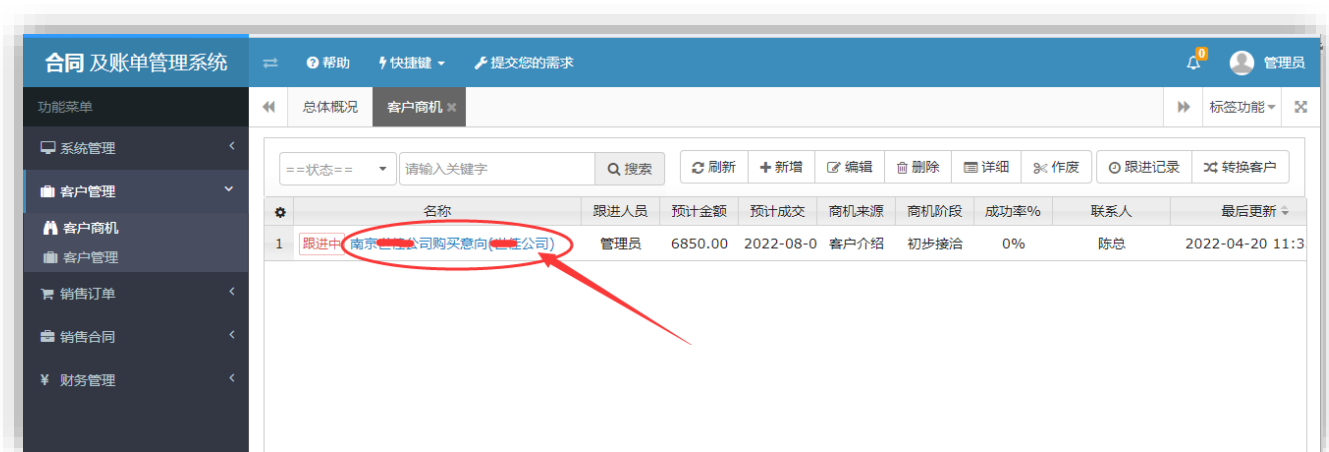 合同 及账单管理系统
帮助 快捷键 提交您的需求 0 管理员
功能菜单
总体概况 客户商机 标签功能
系统管理
客户管理
客户商机
客户管理
销售订单
销售合同
财务管理
==状态== 请输入关键字 搜索 刷新 新增 编辑 删除 详细 作废 跟进记录 转换客户
名称 跟进人员 预计金额 预计成交 商机来源 商机阶段 成功率% 联系人 最后更新
1 跟进中 南京 公司购买意向( 佳公司) 管理员 6850.00 2022-08-0 客户介绍 初步接洽 0% 陈总 2022-04-20 11:3